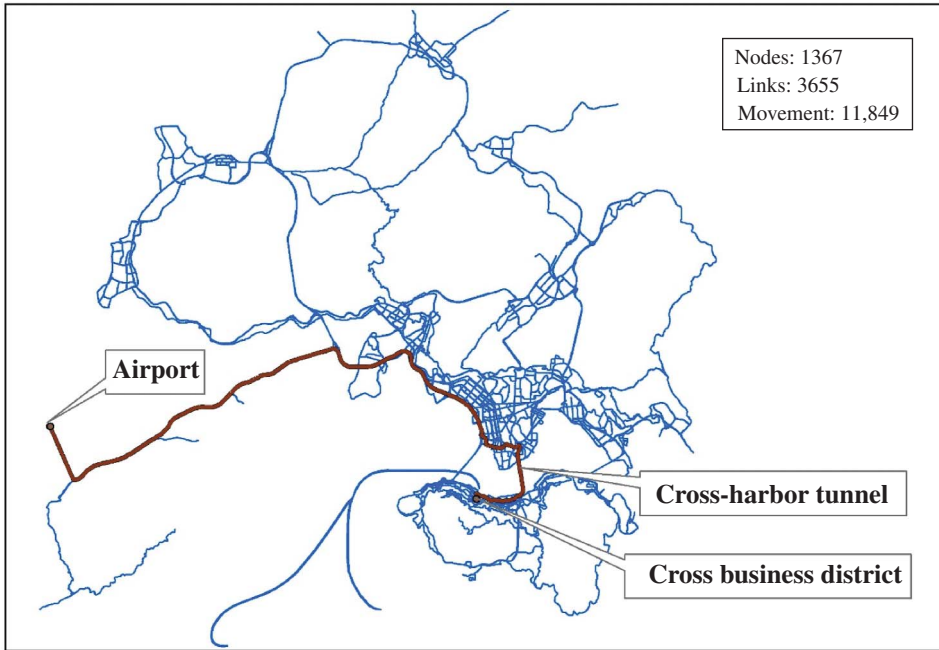 Nodes: 1367
Links: 3655
Movement: 11,849
Airport
Cross-harbor tunnel
Cross business district